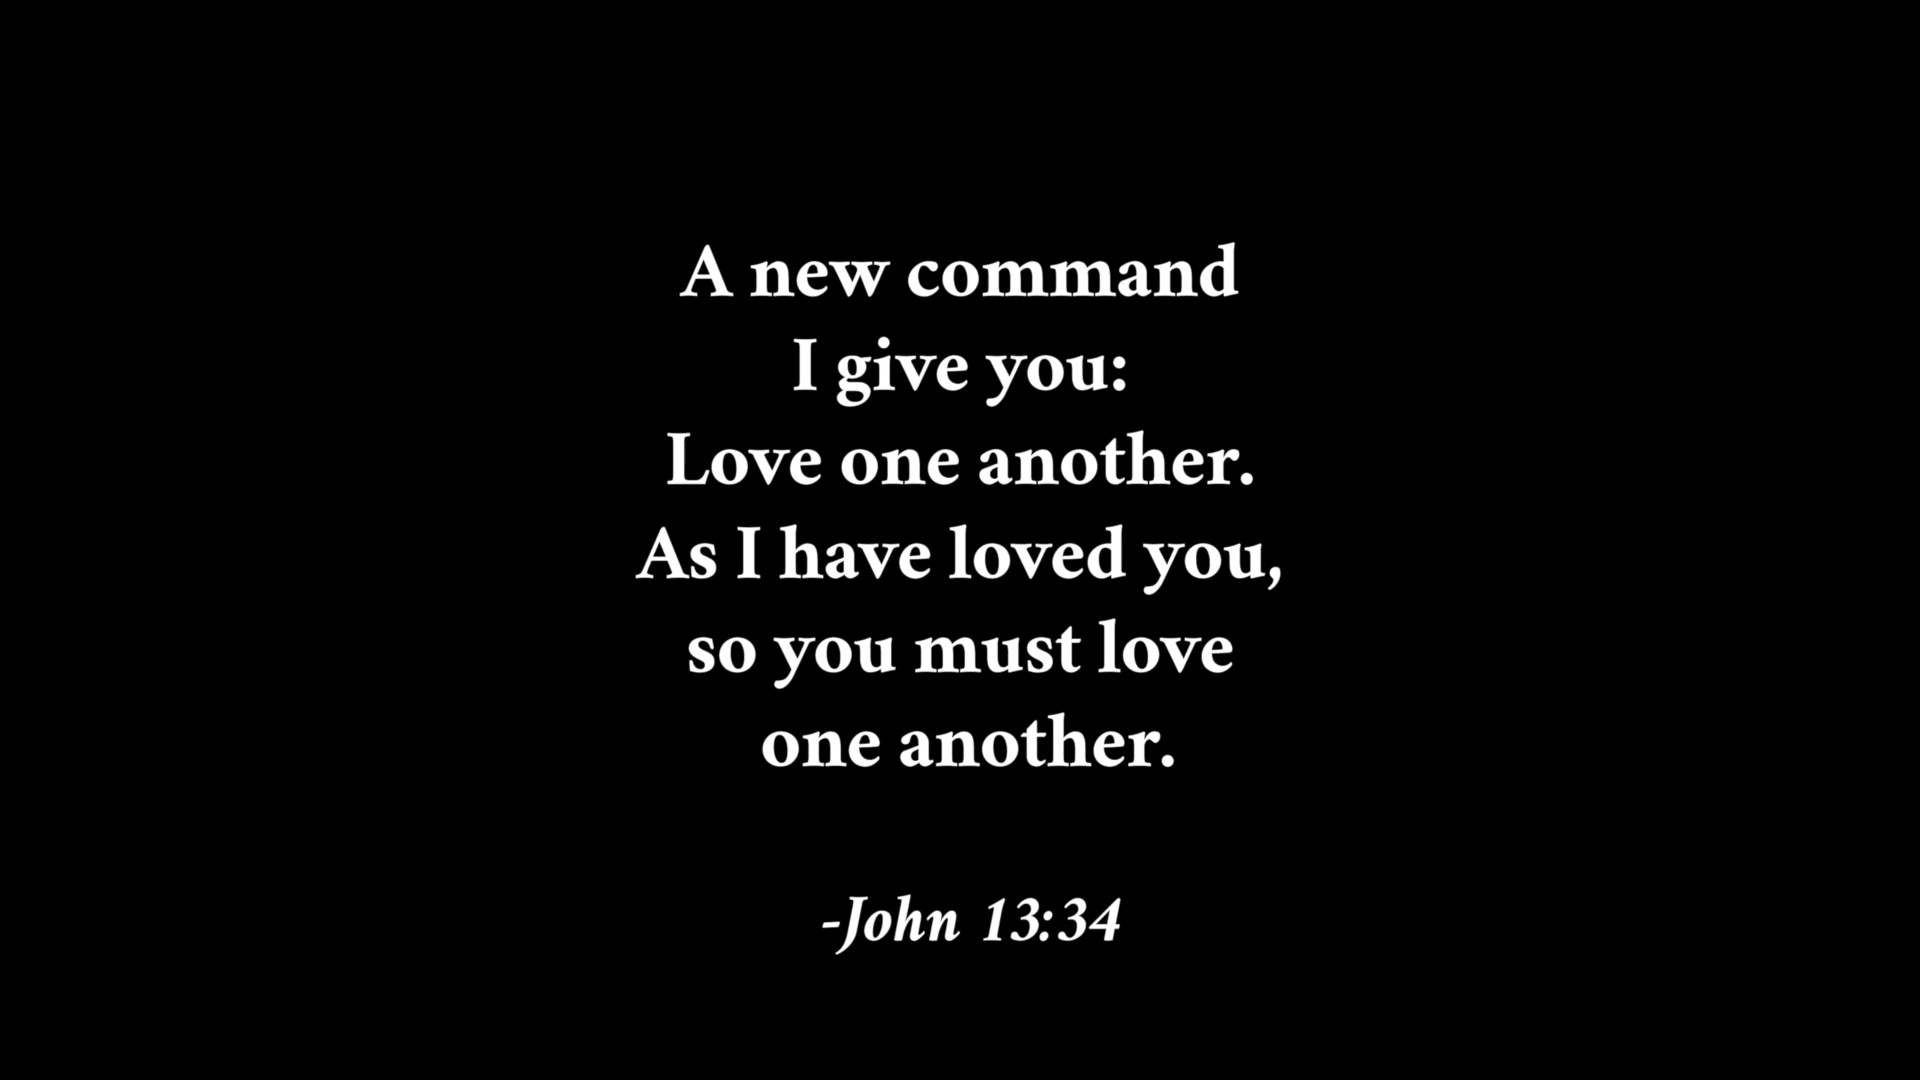 A new command
I give you:
Love one another.
As I have loved you,
so you must love
one another.
-John 13:34